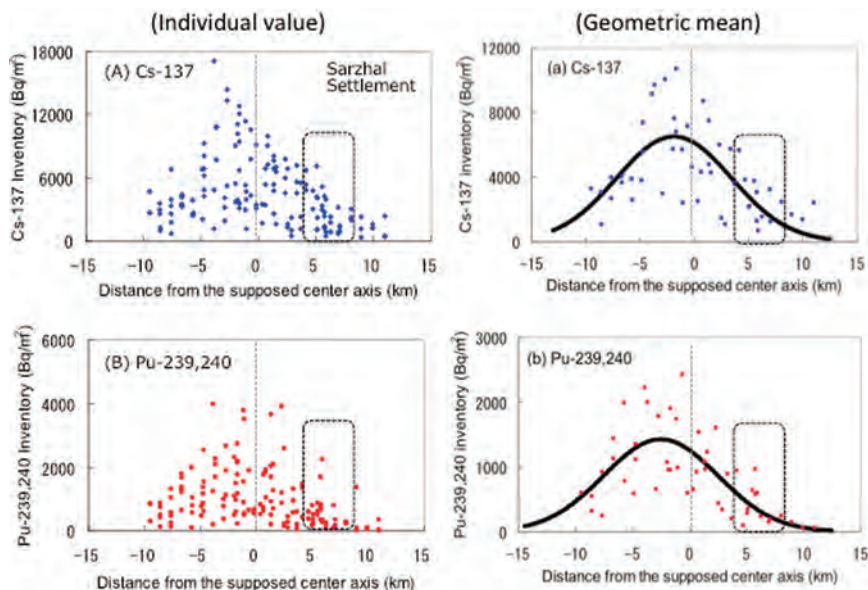 (Individual value)
(Geometric mean)
18000
12000
6000
0
Cs-137 Inventory (Bq/m²)
(A) Cs-137
Sarzhal
Settlement
−15 −10 −5 0 5 10 15
Distance from the supposed center axis (km)
12000
8000
4000
0
Cs-137 Inventory (Bq/m²)
(a) Cs-137
−15 −10 −5 0 5 10 15
Distance from the supposed center axis (km)
6000
4000
2000
0
Pu-239,240 Inventory (Bq/m²)
(B) Pu-239,240
−15 −10 −5 0 5 10 15
Distance from the supposed center axis (km)
3000
2000
1000
0
Pu-239,240 inventory (Bq/m²)
(b) Pu-239,240
−15 −10 −5 0 5 10 15
Distance from the supposed center axis (km)